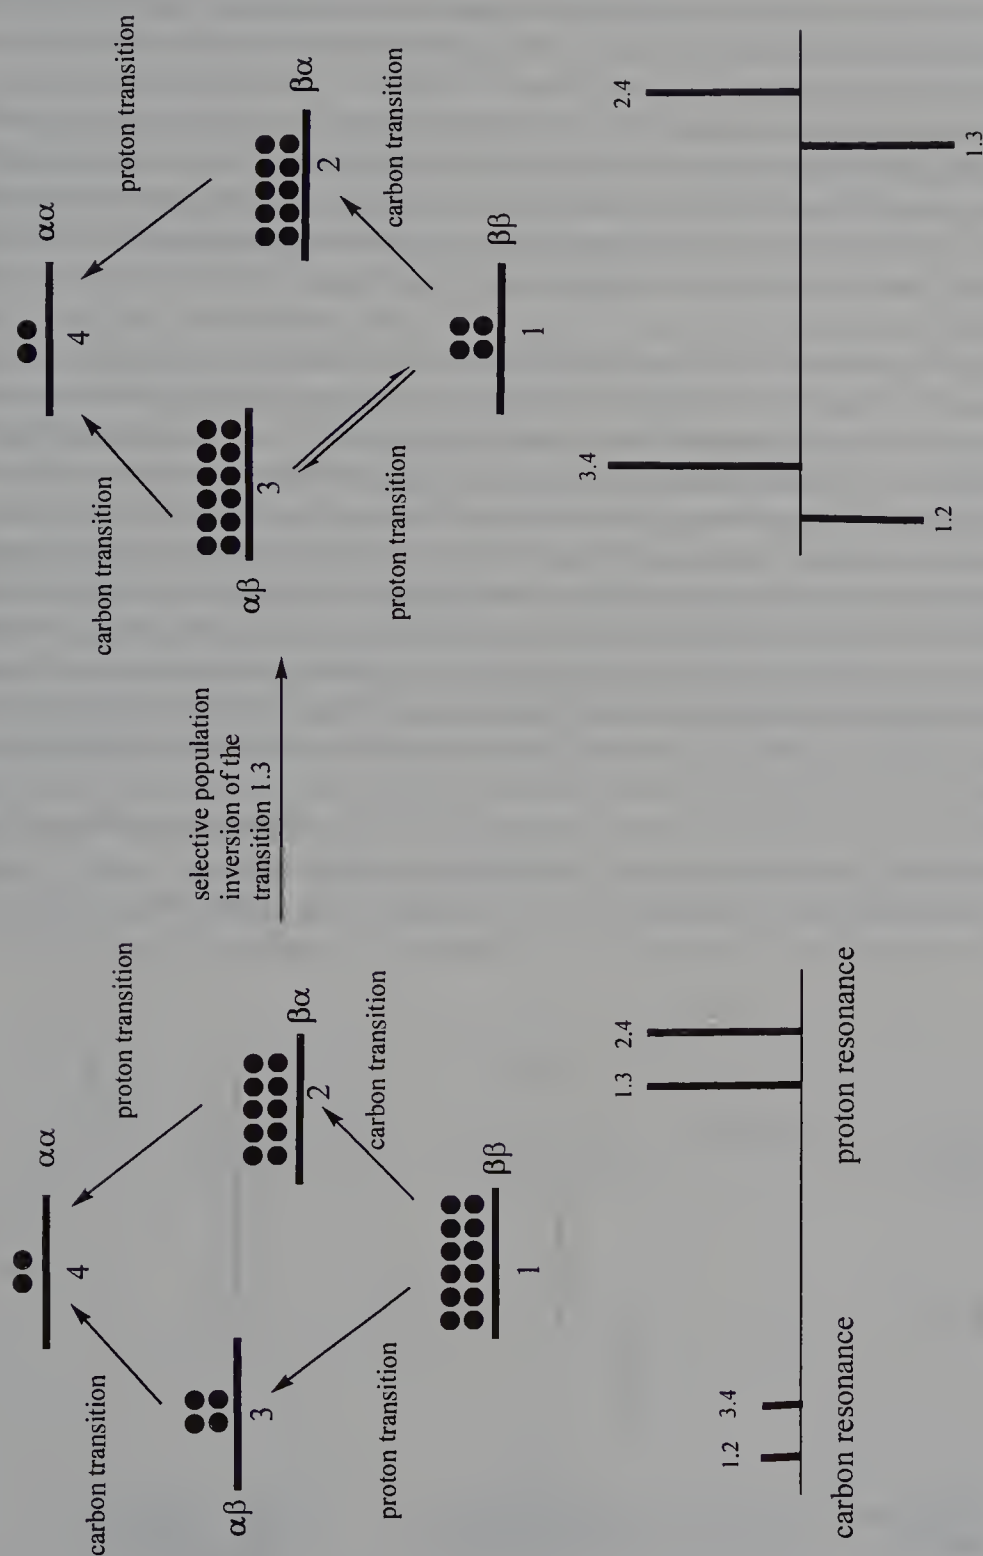 αα
4
proton transition
carbon transition
αβ
3
βα
2
proton transition
carbon transition
ββ
1
1.2
3.4
1.3
2.4
carbon resonance
proton resonance
selective population
inversion of the
transition 1.3
αα
4
proton transition
carbon transition
αβ
3
βα
2
proton transition
carbon transition
ββ
1
3.4
2.4
1.2
1.3